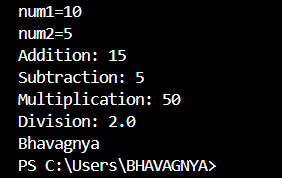 num1=10
num2=5
Addition: 15
Subtraction: 5
Multiplication: 50
Division: 2.0
Bhavagnya
PS C:\Users\BHAVAGNYA>